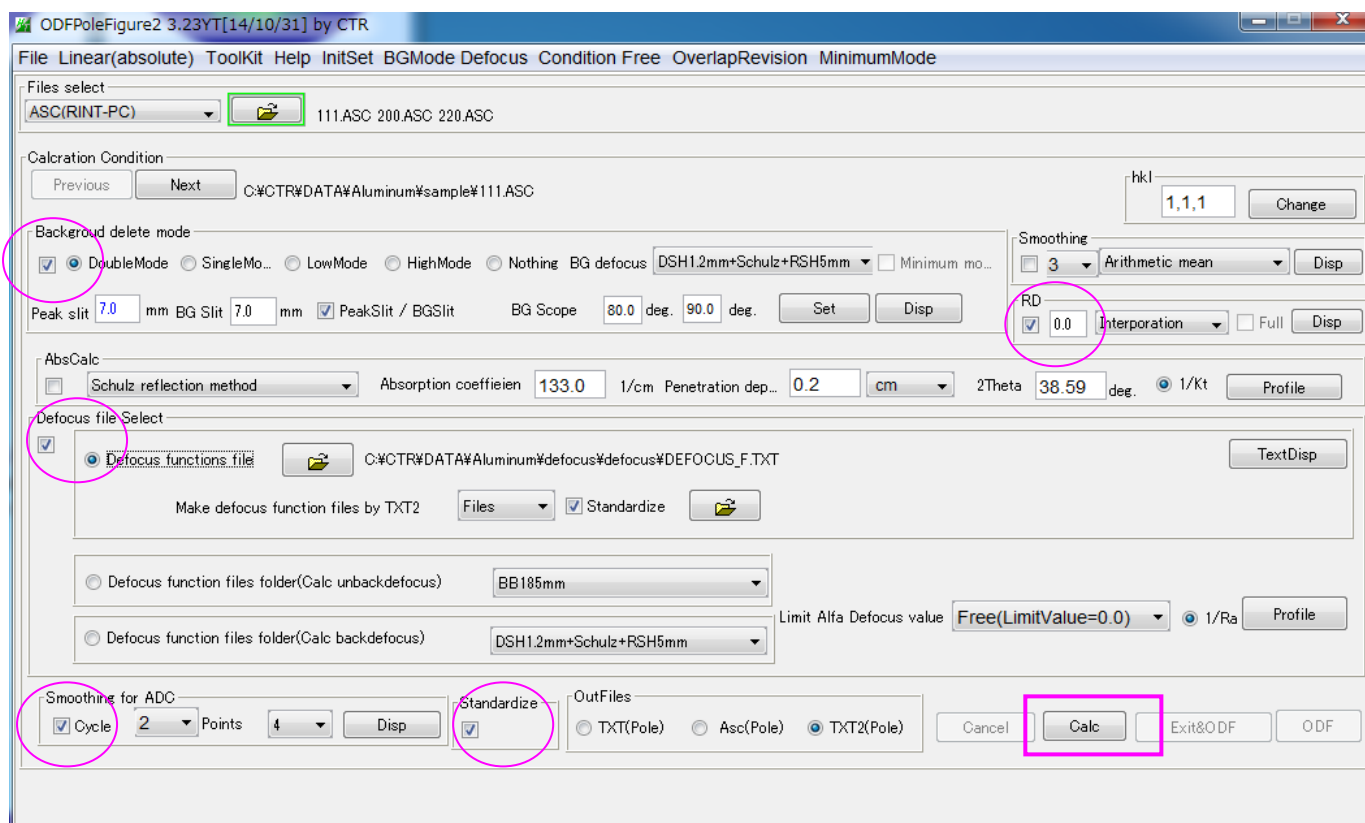 ODFPoleFigure2 3.23YT[14/10/31] by CTR
File Linear(absolute) ToolKit Help InitSet BGMode Defocus Condition Free OverlapRevision MinimumMode
Files select
ASC(RINT-PC) 111.ASC 200.ASC 220.ASC
Calcration Condition
Previous Next C:¥CTR¥DATA¥Aluminum¥sample¥111.ASC
hkl
1,1,1 Change
Backgroud delete mode
DoubleMode SingleMo... LowMode HighMode Nothing BG defocus DSH1.2mm+Schulz+RSH5mm Minimum mo...
Peak slit 7.0 mm BG Slit 7.0 mm PeakSlit / BGSlit BG Scope 80.0 deg. 90.0 deg. Set Disp
Smoothing
3 Arithmetic mean Disp
RD
0.0 Interporation Full Disp
AbsCalc
Schulz reflection method Absorption coeffieien 133.0 1/cm Penetration dep... 0.2 cm 2Theta 38.59 deg. 1/Kt Profile
Defocus file Select
Defocus functions file C:¥CTR¥DATA¥Aluminum¥defocus¥defocus¥DEFOCUS_F.TXT TextDisp
Make defocus function files by TXT2 Files Standardize
Defocus function files folder(Calc unbackdefocus) BB185mm
Limit Alfa Defocus value Free(LimitValue=0.0) 1/Ra Profile
Defocus function files folder(Calc backdefocus) DSH1.2mm+Schulz+RSH5mm
Smoothing for ADC
Cycle 2 Points 4 Disp
Standardize
OutFiles
TXT(Pole) Asc(Pole) TXT2(Pole)
Cancel Calc Exit&ODF ODF